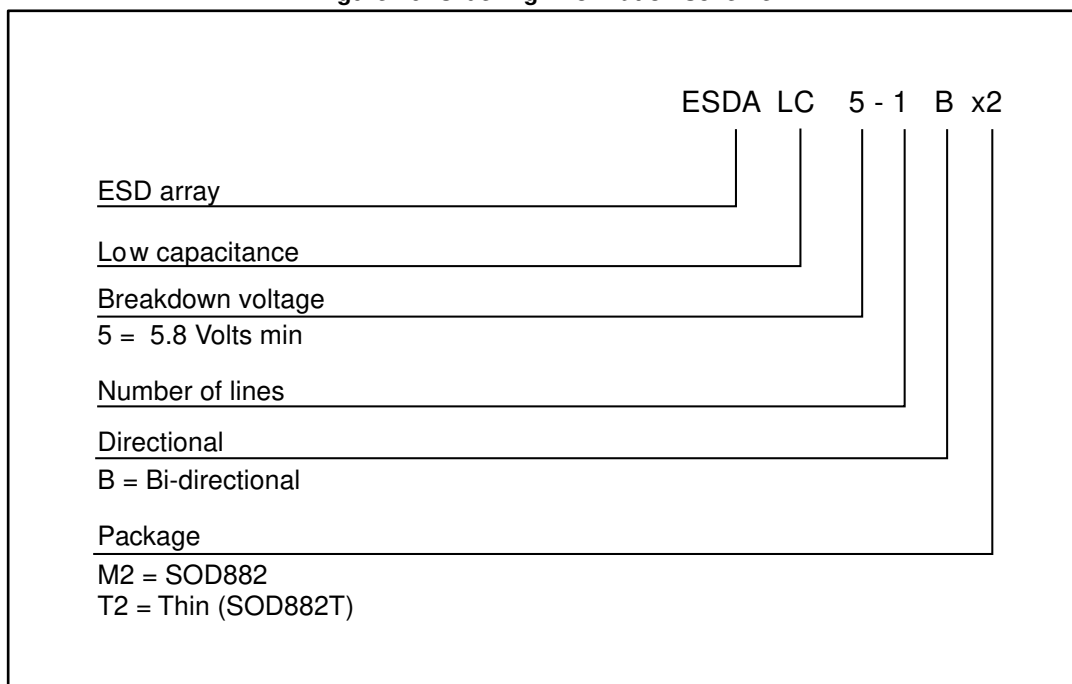 ESDA LC 5 - 1 B x2
ESD array
Low capacitance
Breakdown voltage
5 = 5.8 Volts min
Number of lines
Directional
B = Bi-directional
Package
M2 = SOD882
T2 = Thin (SOD882T)